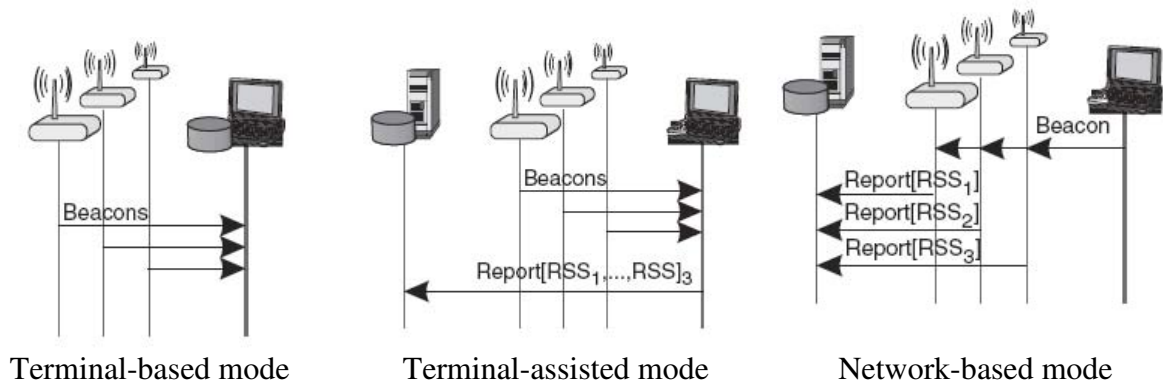 Beacons
Beacons
Report[RSS1,...,RSS]3
Beacon
Report[RSS1]
Report[RSS2]
Report[RSS3]
Terminal-based mode
Terminal-assisted mode
Network-based mode